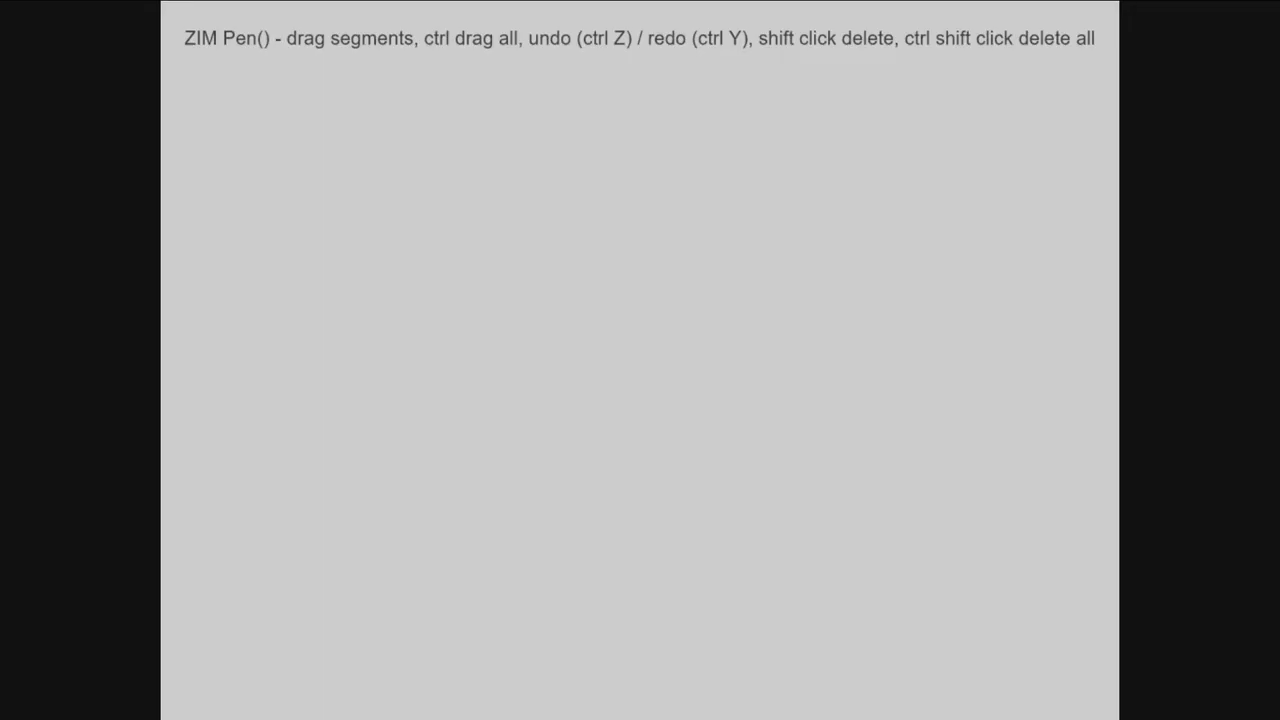 ZIM Pen() - drag segments, ctrl drag all, undo (ctrl Z) / redo (ctrl Y), shift click delete, ctrl shift click delete all